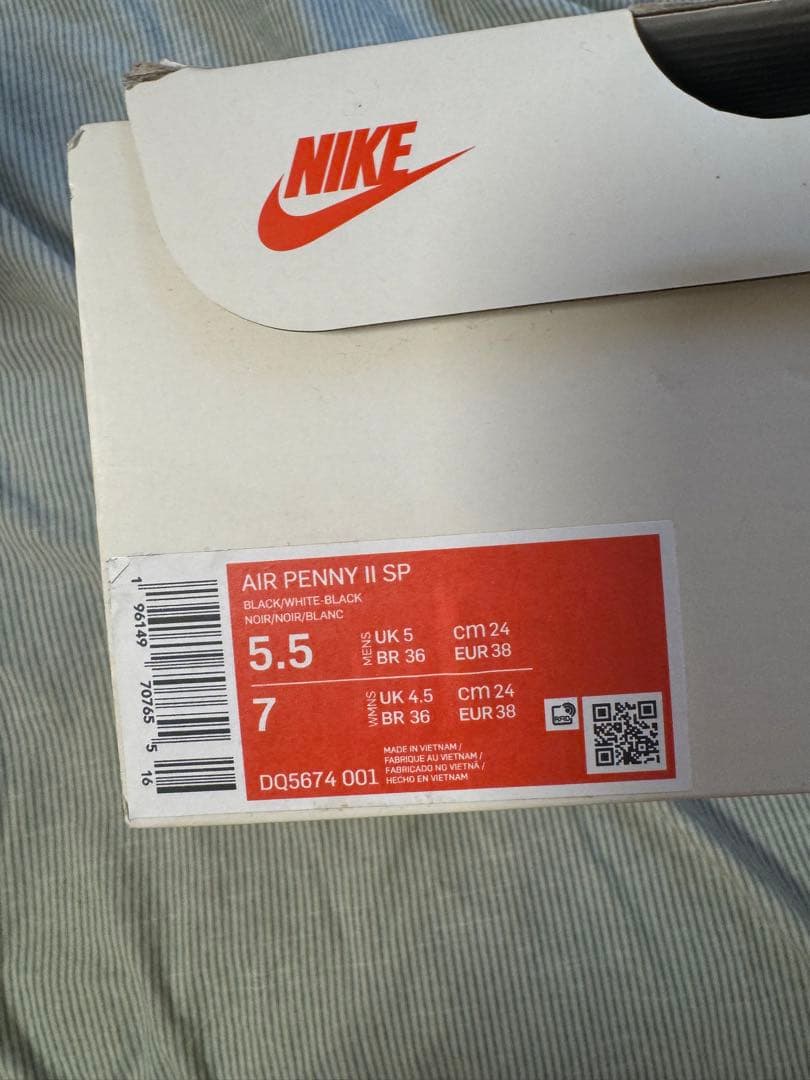 NIKE
AIR PENNY II SP
BLACK/WHITE-BLACK
NOIR/NOIR/BLANC
5.5 MENS UK 5 cm 24
BR 36 EUR 38
7 WMNS UK 4.5 cm 24
BR 36 EUR 38
RFID
DQ5674 001
MADE IN VIETNAM /
FABRIQUE AU VIETNAM /
FABRICADO NO VIETNÃ /
HECHO EN VIETNAM
1 96149 70765 5 16